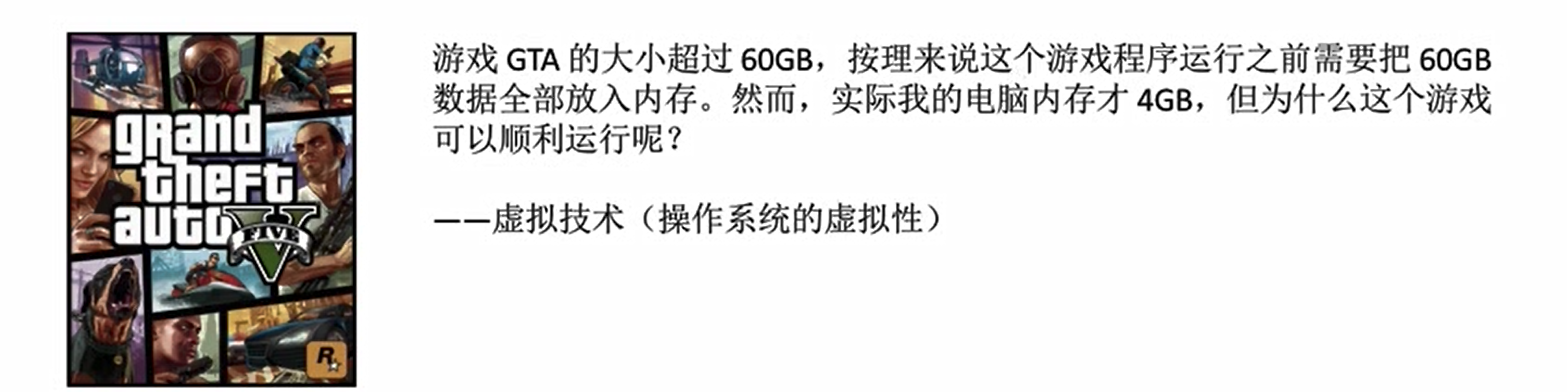 grand
theft
auto
FIVE
V
R
游戏 GTA 的大小超过 60GB，按理来说这个游戏程序运行之前需要把 60GB
数据全部放入内存。然而，实际我的电脑内存才 4GB，但为什么这个游戏
可以顺利运行呢？
——虚拟技术（操作系统的虚拟性）